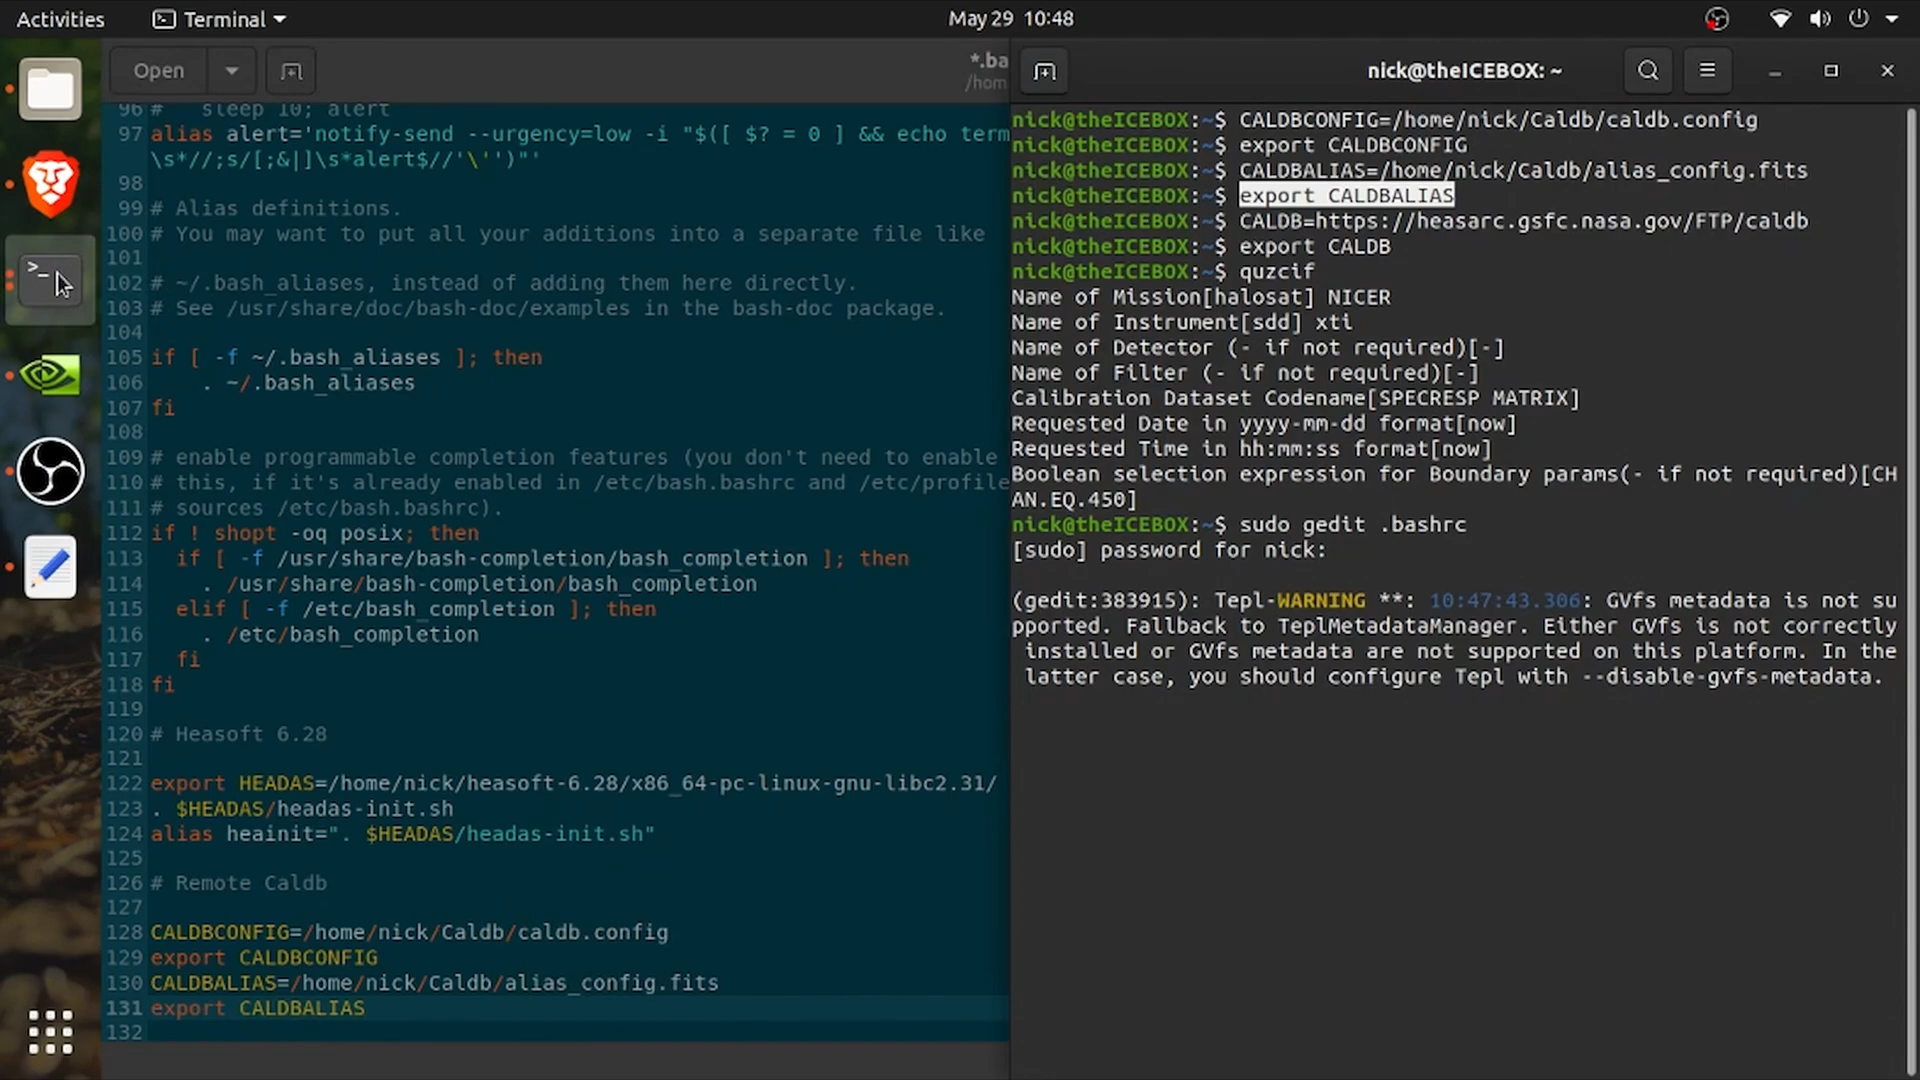 Activities
Terminal
May 29 10:48
Open
*.ba
/hom
96 #   sleep 10; alert
97 alias alert='notify-send --urgency=low -i "$([ $? = 0 ] && echo term
\s*//;s/[;&|]\s*alert$//'\'')"'
98
99 # Alias definitions.
100 # You may want to put all your additions into a separate file like
101
102 # ~/.bash_aliases, instead of adding them here directly.
103 # See /usr/share/doc/bash-doc/examples in the bash-doc package.
104
105 if [ -f ~/.bash_aliases ]; then
106     . ~/.bash_aliases
107 fi
108
109 # enable programmable completion features (you don't need to enable
110 # this, if it's already enabled in /etc/bash.bashrc and /etc/profile
111 # sources /etc/bash.bashrc).
112 if ! shopt -oq posix; then
113   if [ -f /usr/share/bash-completion/bash_completion ]; then
114     . /usr/share/bash-completion/bash_completion
115   elif [ -f /etc/bash_completion ]; then
116     . /etc/bash_completion
117   fi
118 fi
119
120 # Heasoft 6.28
121
122 export HEADAS=/home/nick/heasoft-6.28/x86_64-pc-linux-gnu-libc2.31/
123 . $HEADAS/headas-init.sh
124 alias heainit=". $HEADAS/headas-init.sh"
125
126 # Remote Caldb
127
128 CALDBCONFIG=/home/nick/Caldb/caldb.config
129 export CALDBCONFIG
130 CALDBALIAS=/home/nick/Caldb/alias_config.fits
131 export CALDBALIAS
132
nick@theICEBOX: ~
nick@theICEBOX:~$ CALDBCONFIG=/home/nick/Caldb/caldb.config
nick@theICEBOX:~$ export CALDBCONFIG
nick@theICEBOX:~$ CALDBALIAS=/home/nick/Caldb/alias_config.fits
nick@theICEBOX:~$ export CALDBALIAS
nick@theICEBOX:~$ CALDB=https://heasarc.gsfc.nasa.gov/FTP/caldb
nick@theICEBOX:~$ export CALDB
nick@theICEBOX:~$ quzcif
Name of Mission[halosat] NICER
Name of Instrument[sdd] xti
Name of Detector (- if not required)[-]
Name of Filter (- if not required)[-]
Calibration Dataset Codename[SPECRESP MATRIX]
Requested Date in yyyy-mm-dd format[now]
Requested Time in hh:mm:ss format[now]
Boolean selection expression for Boundary params(- if not required)[CH
AN.EQ.450]
nick@theICEBOX:~$ sudo gedit .bashrc
[sudo] password for nick:
(gedit:383915): Tepl-WARNING **: 10:47:43.306: GVfs metadata is not su
pported. Fallback to TeplMetadataManager. Either GVfs is not correctly
 installed or GVfs metadata are not supported on this platform. In the
 latter case, you should configure Tepl with --disable-gvfs-metadata.